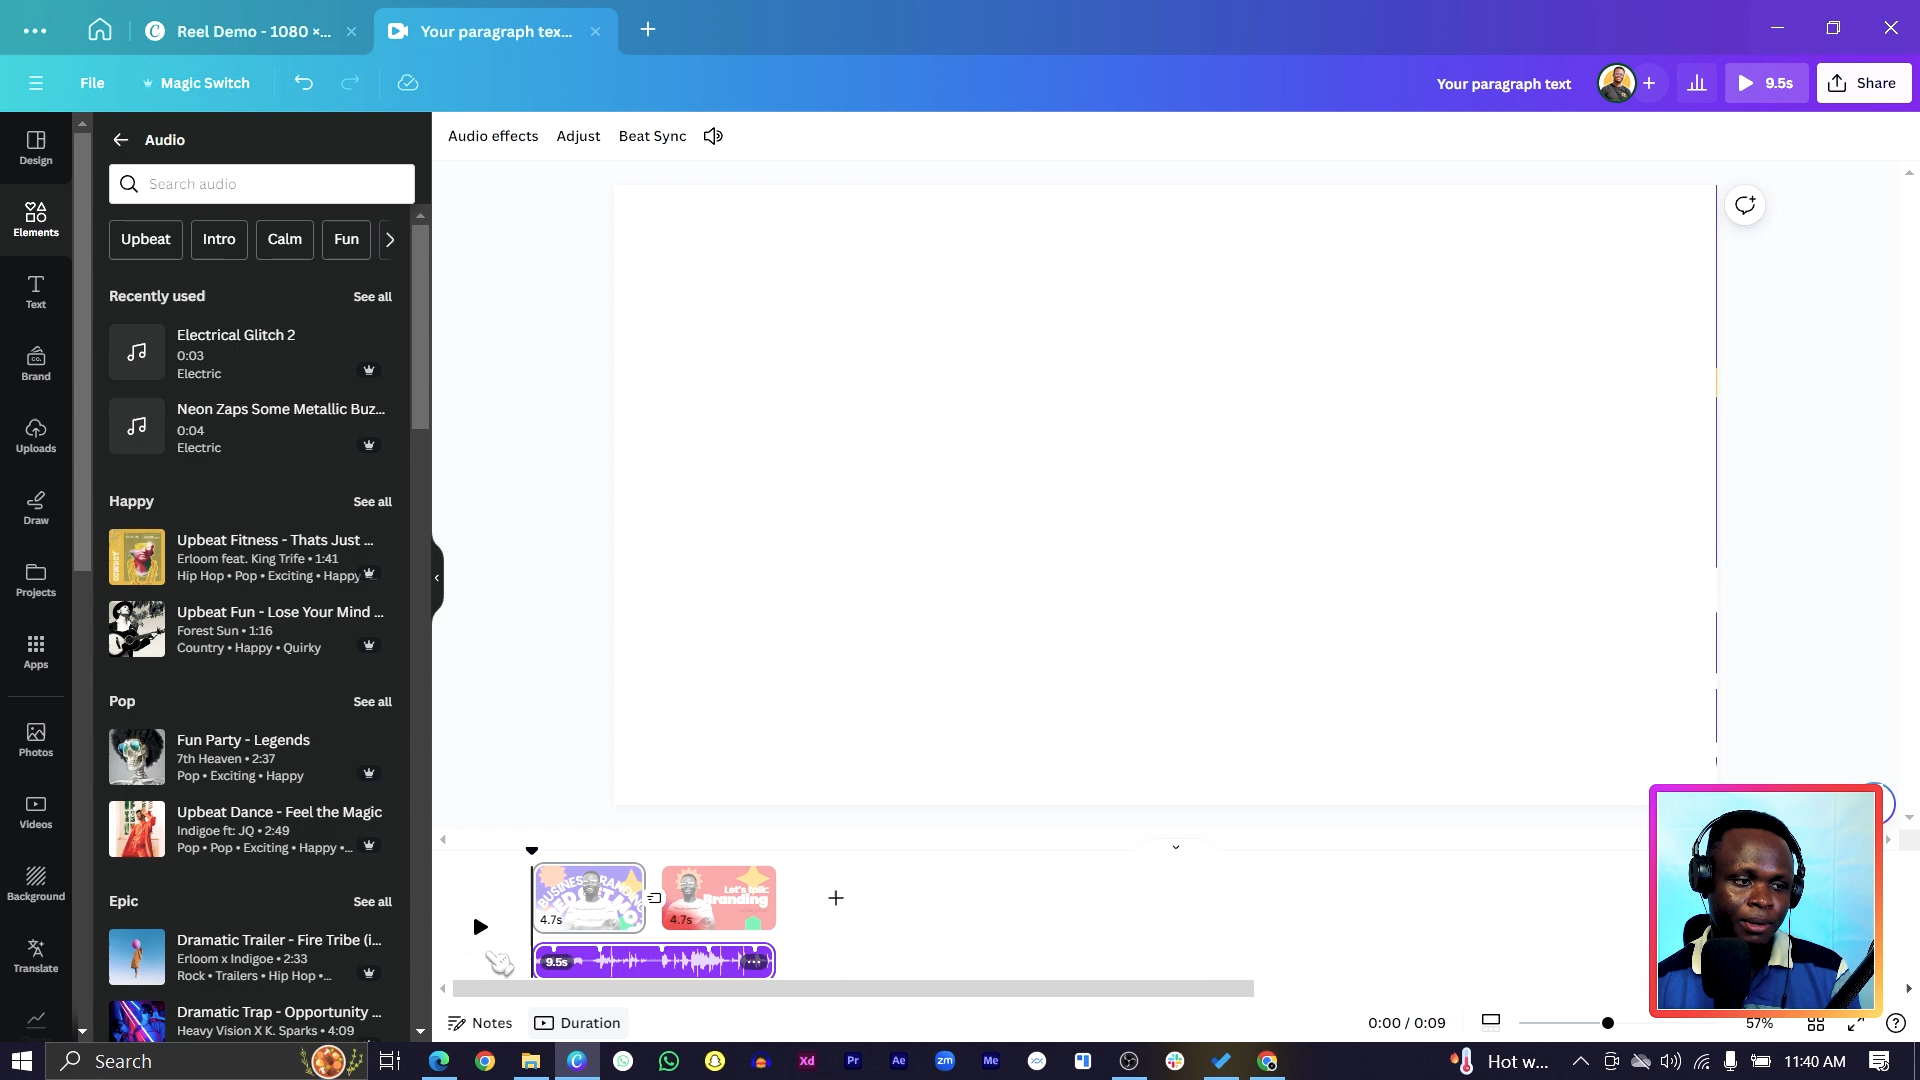 Reel Demo - 1080 ×...
Your paragraph tex...
File
Magic Switch
Your paragraph text
9.5s
Share
Design
Elements
Text
Brand
Uploads
Draw
Projects
Apps
Photos
Videos
Background
Translate
Audio
Search audio
Upbeat
Intro
Calm
Fun
Recently used
See all
Electrical Glitch 2
0:03
Electric
Neon Zaps Some Metallic Buz...
0:04
Electric
Happy
See all
Upbeat Fitness - Thats Just ...
Erloom feat. King Trife • 1:41
Hip Hop • Pop • Exciting • Happy
Upbeat Fun - Lose Your Mind ...
Forest Sun • 1:16
Country • Happy • Quirky
Pop
See all
Fun Party - Legends
7th Heaven • 2:37
Pop • Exciting • Happy
Upbeat Dance - Feel the Magic
Indigoe ft: JQ • 2:49
Pop • Pop • Exciting • Happy •...
Epic
See all
Dramatic Trailer - Fire Tribe (i...
Erloom x Indigoe • 2:33
Rock • Trailers • Hip Hop •...
Dramatic Trap - Opportunity ...
Heavy Vision X K. Sparks • 4:09
Audio effects
Adjust
Beat Sync
4.7s
Let's talk:
Branding
4.7s
9.5s
Notes
Duration
0:00 / 0:09
57%
Search
Xd
Pr
Ae
zm
Me
Hot w...
11:40 AM